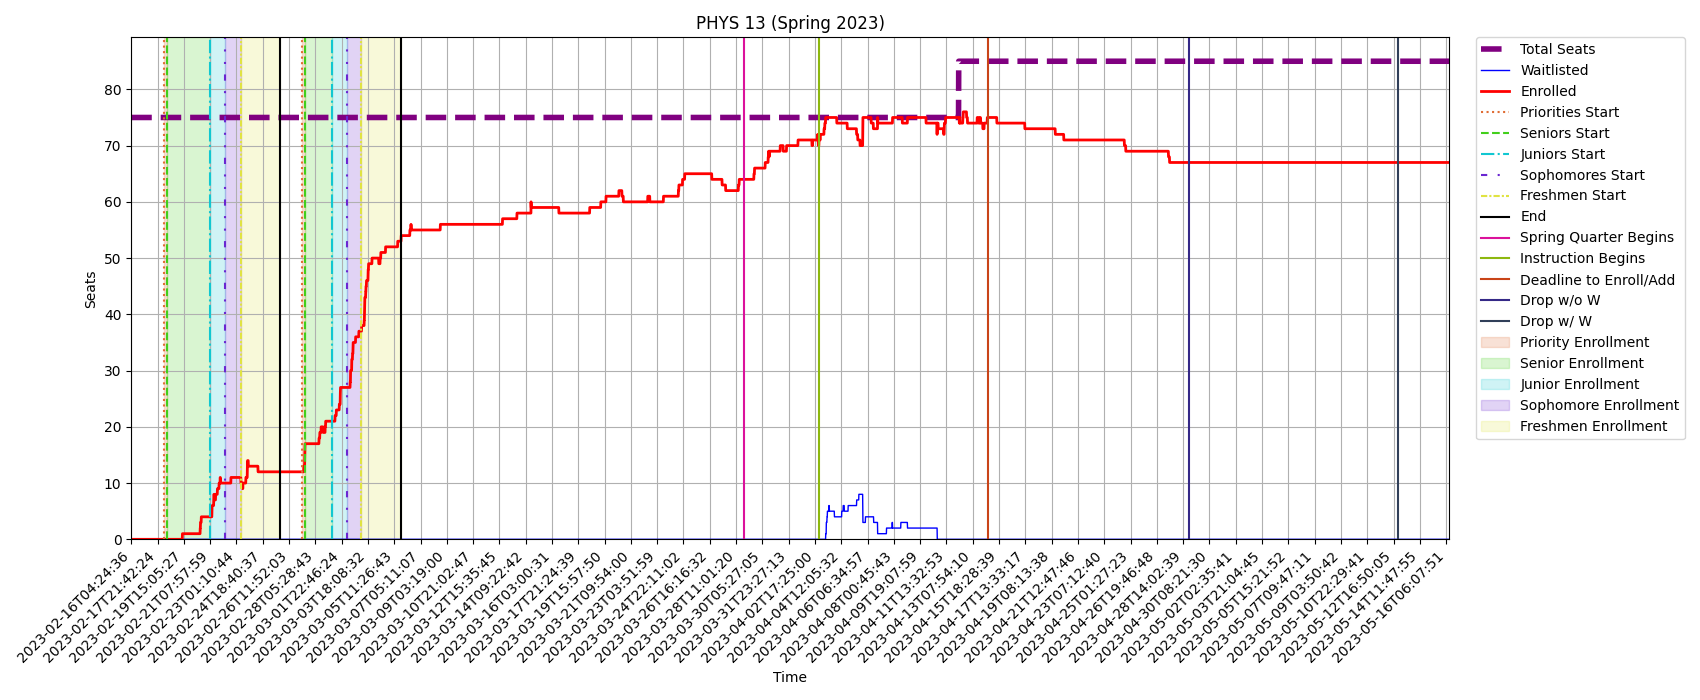 PHYS 13 (Spring 2023)
Seats
80
70
60
50
40
30
20
10
0
2023-02-16T04:24:36
2023-02-17T21:42:24
2023-02-19T15:05:27
2023-02-21T07:57:59
2023-02-23T01:10:44
2023-02-24T18:40:37
2023-02-26T11:52:03
2023-02-28T05:28:43
2023-03-01T22:46:24
2023-03-03T18:08:32
2023-03-05T11:26:43
2023-03-07T05:11:07
2023-03-09T03:19:00
2023-03-10T21:02:47
2023-03-12T15:35:45
2023-03-14T09:22:42
2023-03-16T03:00:31
2023-03-17T21:24:39
2023-03-19T15:57:50
2023-03-21T09:54:00
2023-03-23T03:51:59
2023-03-24T22:11:02
2023-03-26T16:16:32
2023-03-28T11:01:20
2023-03-30T05:27:05
2023-03-31T23:27:13
2023-04-02T17:25:00
2023-04-04T12:05:32
2023-04-06T06:34:57
2023-04-08T00:45:43
2023-04-09T19:07:59
2023-04-11T13:32:53
2023-04-13T07:54:10
2023-04-15T18:28:39
2023-04-17T13:33:17
2023-04-19T08:13:38
2023-04-21T12:47:46
2023-04-23T07:12:40
2023-04-25T01:27:23
2023-04-26T19:46:48
2023-04-28T14:02:39
2023-04-30T08:21:30
2023-05-02T02:35:41
2023-05-03T21:04:45
2023-05-05T15:21:52
2023-05-07T09:47:11
2023-05-09T03:50:42
2023-05-10T22:29:41
2023-05-12T16:50:05
2023-05-14T11:47:55
2023-05-16T06:07:51
Time
Total Seats
Waitlisted
Enrolled
Priorities Start
Seniors Start
Juniors Start
Sophomores Start
Freshmen Start
End
Spring Quarter Begins
Instruction Begins
Deadline to Enroll/Add
Drop w/o W
Drop w/ W
Priority Enrollment
Senior Enrollment
Junior Enrollment
Sophomore Enrollment
Freshmen Enrollment